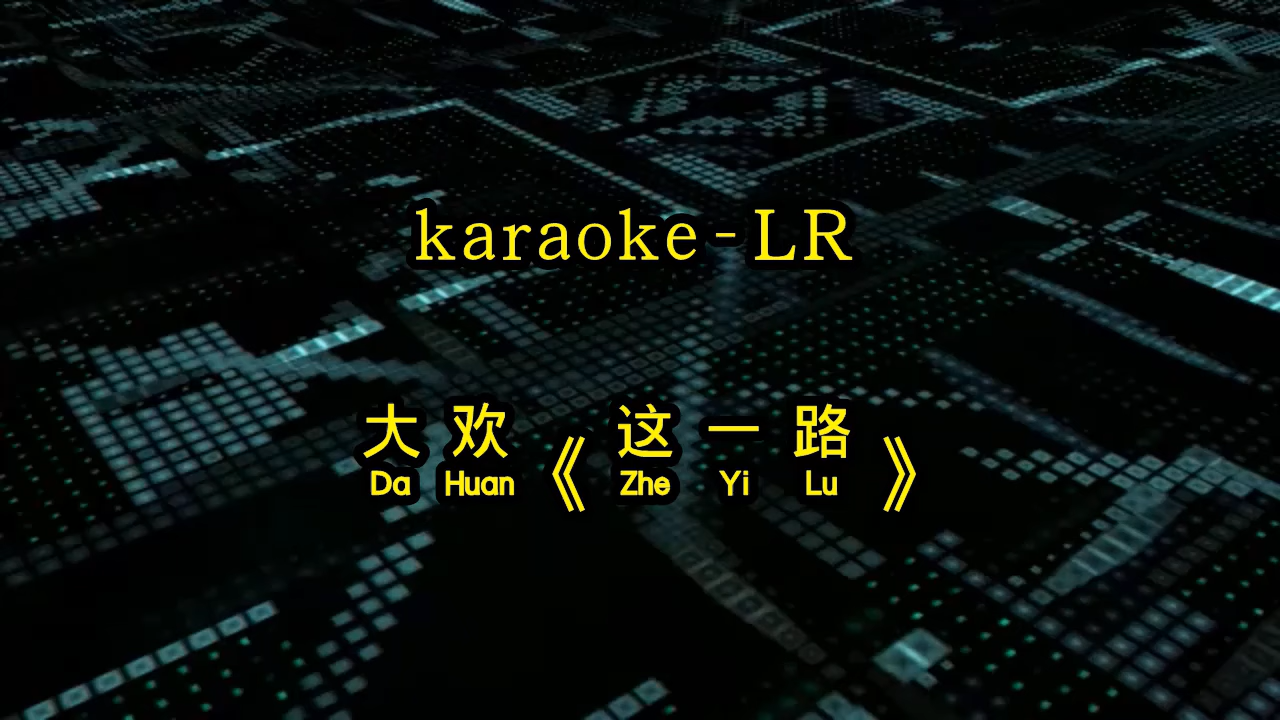 karaoke-LR
大欢《这一路》
Da Huan Zhe Yi Lu